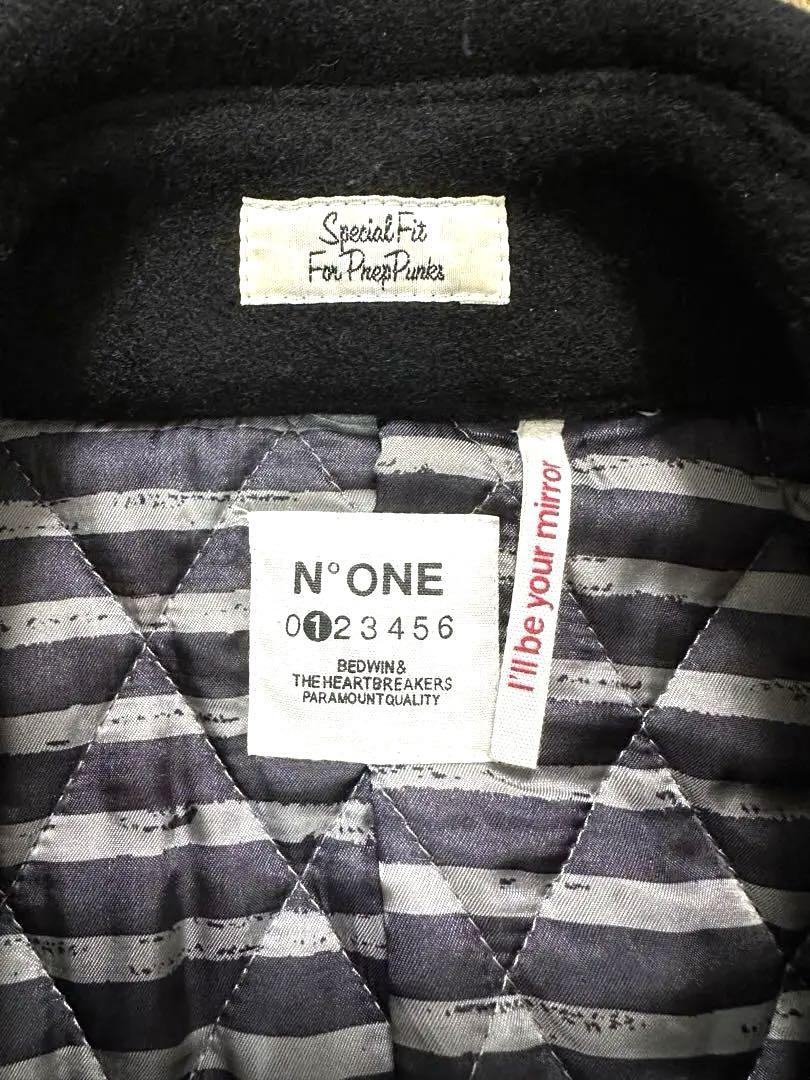 Special Fit
For Prep Punks
N° ONE
0123456
BEDWIN &
THE HEARTBREAKERS
PARAMOUNT QUALITY
I'll be your mirror